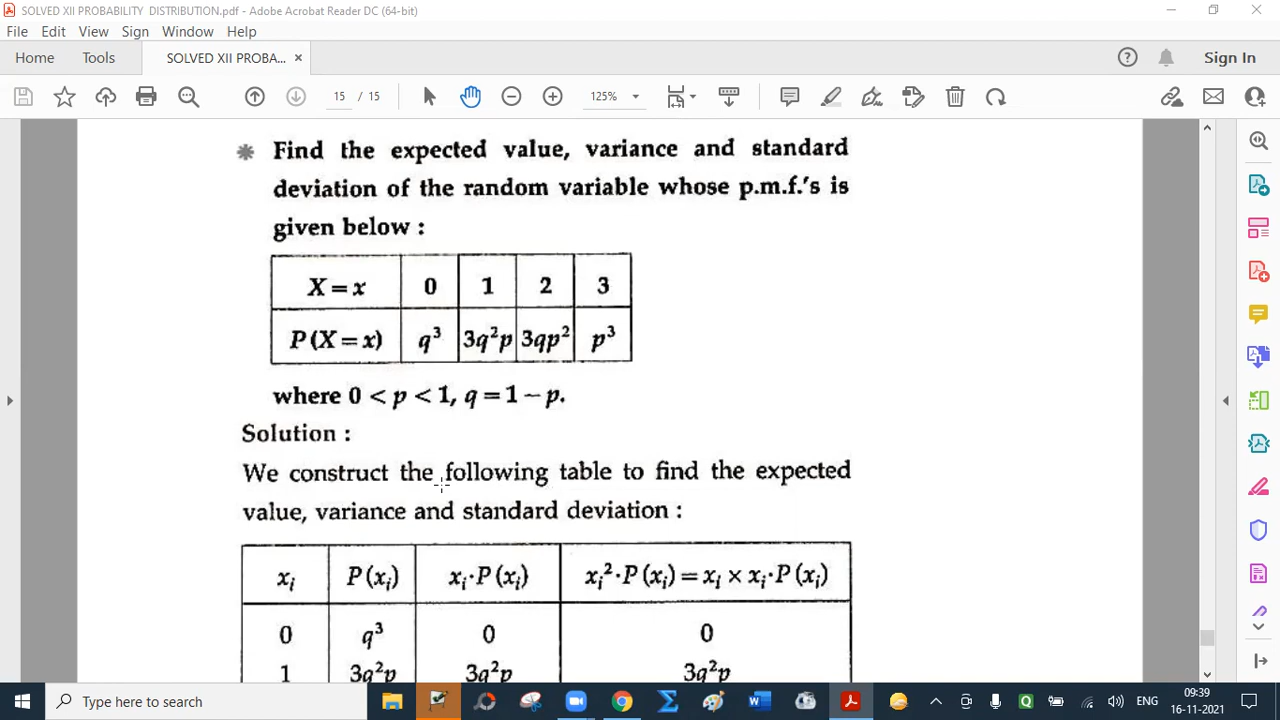 SOLVED XII PROBABILITY DISTRIBUTION.pdf - Adobe Acrobat Reader DC (64-bit)
File Edit View Sign Window Help
Home Tools SOLVED XII PROBA... × Sign In
15 / 15 125%
Find the expected value, variance and standard
deviation of the random variable whose p.m.f.'s is
given below :
X = x 0 1 2 3
P(X = x) q³ 3q²p 3qp² p³
where 0 < p < 1, q = 1 − p.
Solution :
We construct the following table to find the expected
value, variance and standard deviation :
xᵢ P(xᵢ) xᵢ·P(xᵢ) xᵢ²·P(xᵢ) = xᵢ × xᵢ·P(xᵢ)
0 q³ 0 0
1 3q²p 3q²p 3q²p
Type here to search
ENG
09:39
16-11-2021